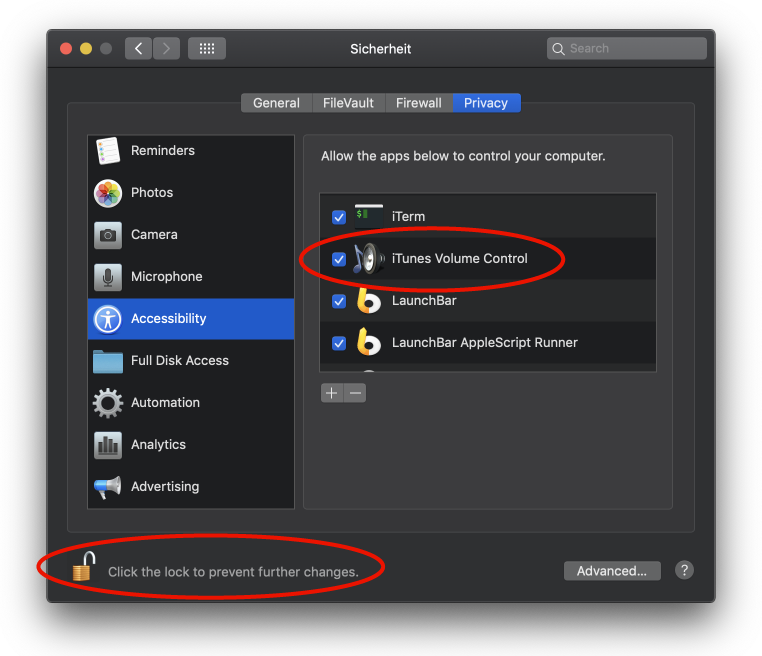 Sicherheit
Search
General
FileVault
Firewall
Privacy
Reminders
Photos
Camera
Microphone
Accessibility
Full Disk Access
Automation
Analytics
Advertising
Allow the apps below to control your computer.
$
iTerm
iTunes Volume Control
LaunchBar
LaunchBar AppleScript Runner
+
−
Click the lock to prevent further changes.
Advanced...
?